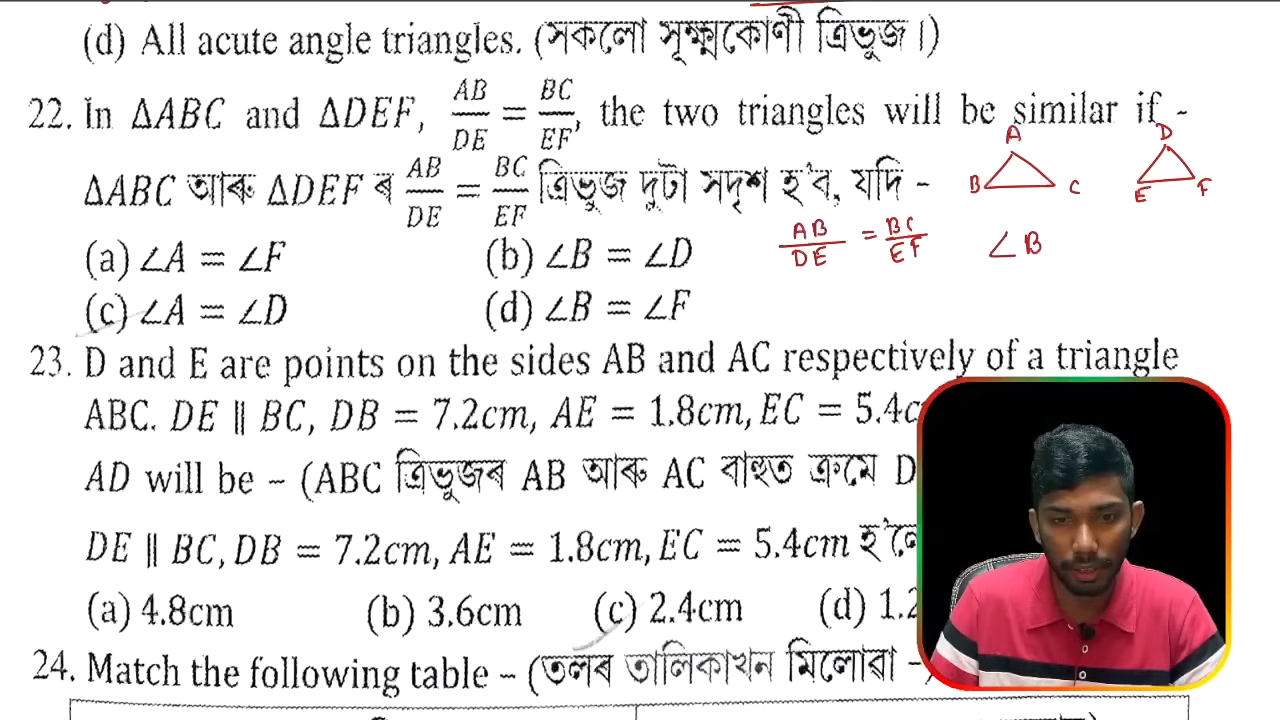 (d) All acute angle triangles. (সকলো সূক্ষ্মকোণী ত্ৰিভুজ।)
22. In ΔABC and ΔDEF, AB/DE = BC/EF, the two triangles will be similar if -
ΔABC আৰু ΔDEF ৰ AB/DE = BC/EF ত্ৰিভুজ দুটা সদৃশ হ'ব, যদি -
A
D
B
C
E
F
AB/DE = BC/EF ∠B
(a) ∠A = ∠F (b) ∠B = ∠D
(c) ∠A = ∠D (d) ∠B = ∠F
23. D and E are points on the sides AB and AC respectively of a triangle
ABC. DE ∥ BC, DB = 7.2cm, AE = 1.8cm, EC = 5.4c
AD will be - (ABC ত্ৰিভুজৰ AB আৰু AC বাহুত ক্ৰমে D
DE ∥ BC, DB = 7.2cm, AE = 1.8cm, EC = 5.4cm হ'লে
(a) 4.8cm (b) 3.6cm (c) 2.4cm (d) 1.2
24. Match the following table - (তলৰ তালিকাখন মিলোৱা -)